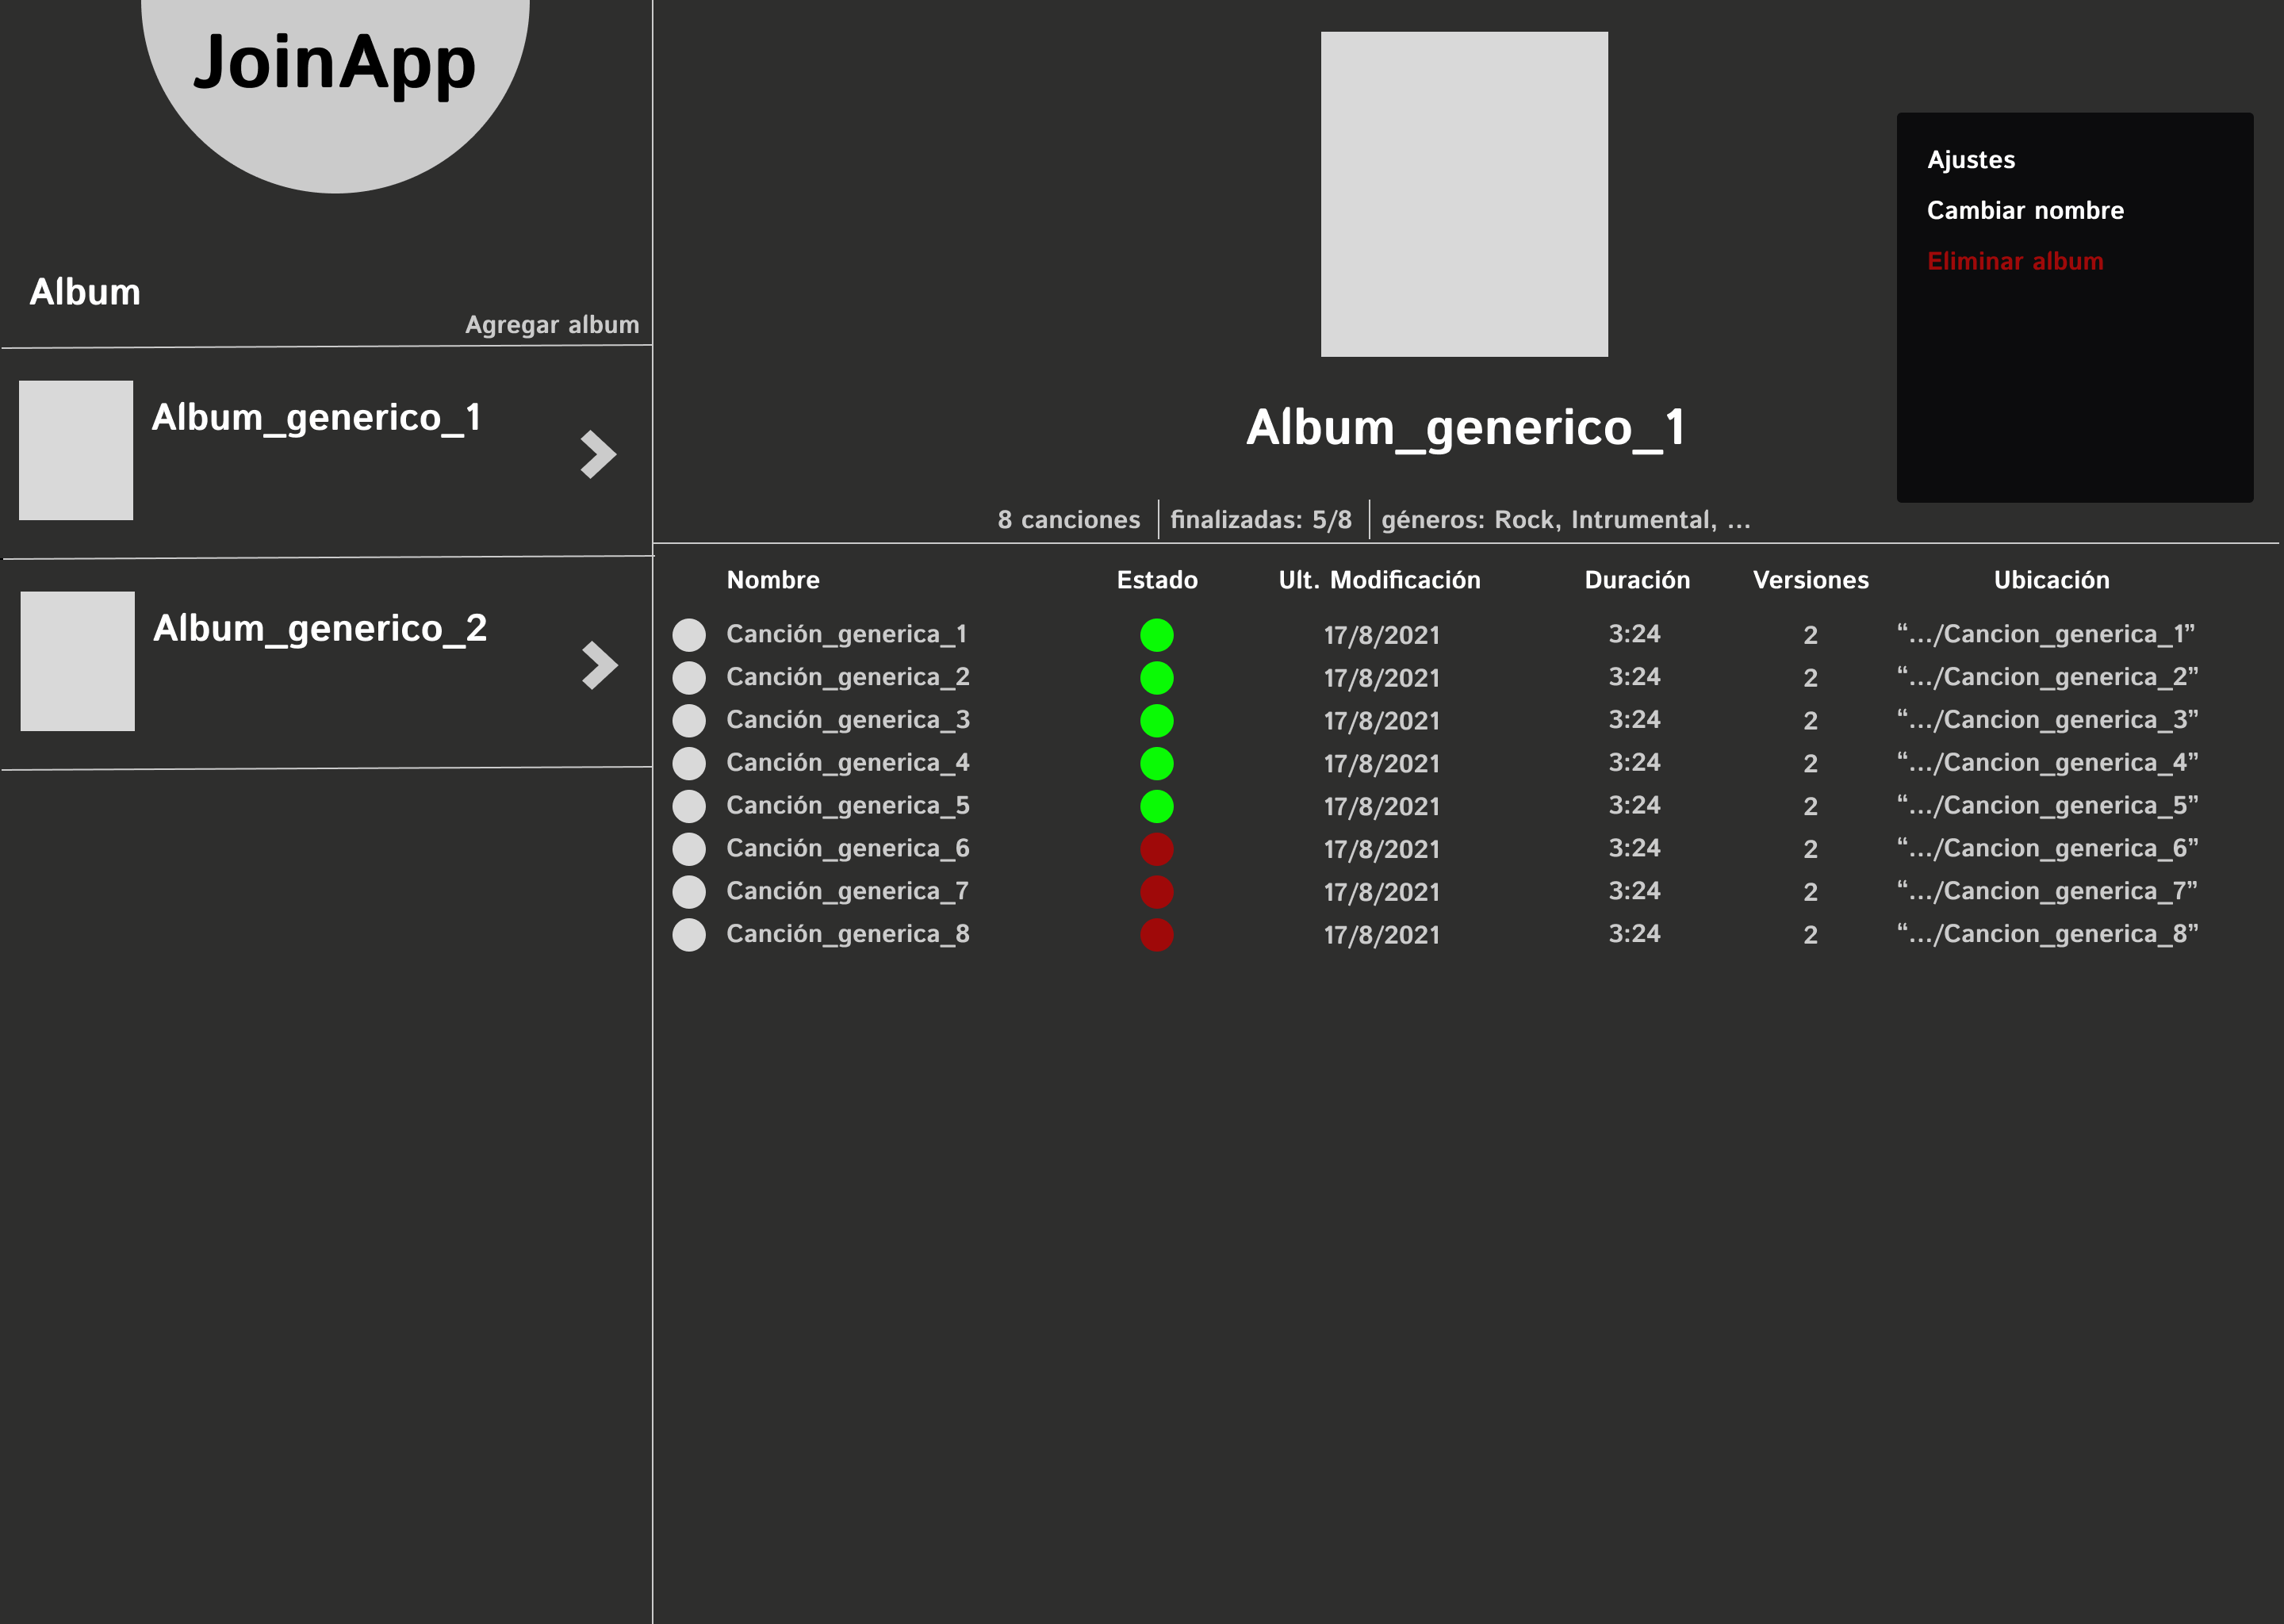 JoinApp
Album
Agregar album
Album_generico_1
Album_generico_2
Ajustes
Cambiar nombre
Eliminar album
Album_generico_1
8 canciones finalizadas: 5/8 géneros: Rock, Intrumental, ...
Nombre Estado Ult. Modificación Duración Versiones Ubicación
Canción_generica_1 17/8/2021 3:24 2 “.../Cancion_generica_1”
Canción_generica_2 17/8/2021 3:24 2 “.../Cancion_generica_2”
Canción_generica_3 17/8/2021 3:24 2 “.../Cancion_generica_3”
Canción_generica_4 17/8/2021 3:24 2 “.../Cancion_generica_4”
Canción_generica_5 17/8/2021 3:24 2 “.../Cancion_generica_5”
Canción_generica_6 17/8/2021 3:24 2 “.../Cancion_generica_6”
Canción_generica_7 17/8/2021 3:24 2 “.../Cancion_generica_7”
Canción_generica_8 17/8/2021 3:24 2 “.../Cancion_generica_8”